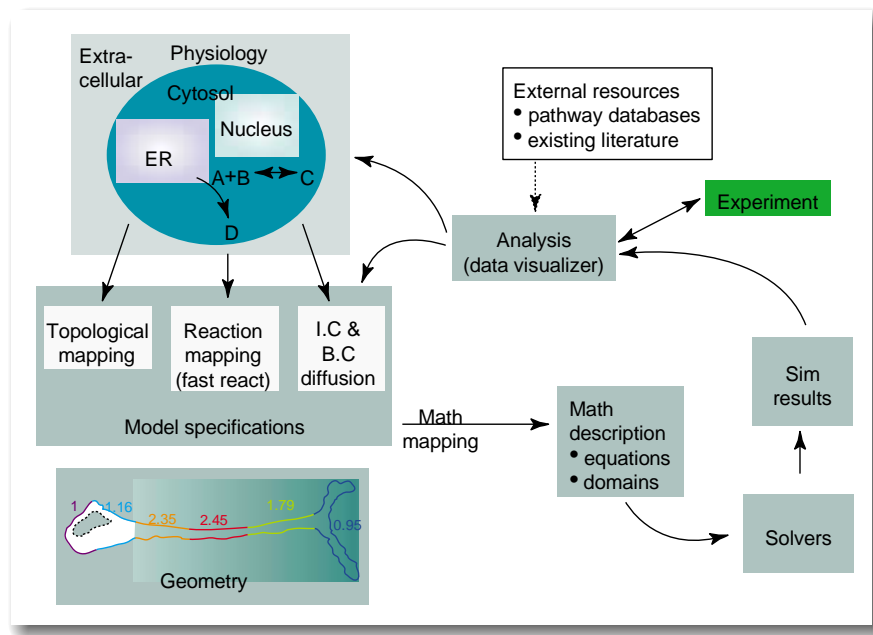 Physiology
Extra-
cellular
Cytosol
Nucleus
ER
A+B
C
D
External resources
• pathway databases
• existing literature
Experiment
Analysis
(data visualizer)
Topological
mapping
Reaction
mapping
(fast react)
I.C &
B.C
diffusion
Model specifications
Math
mapping
Math
description
• equations
• domains
Sim
results
Solvers
1
1.16
2.35
2.45
1.79
0.95
Geometry